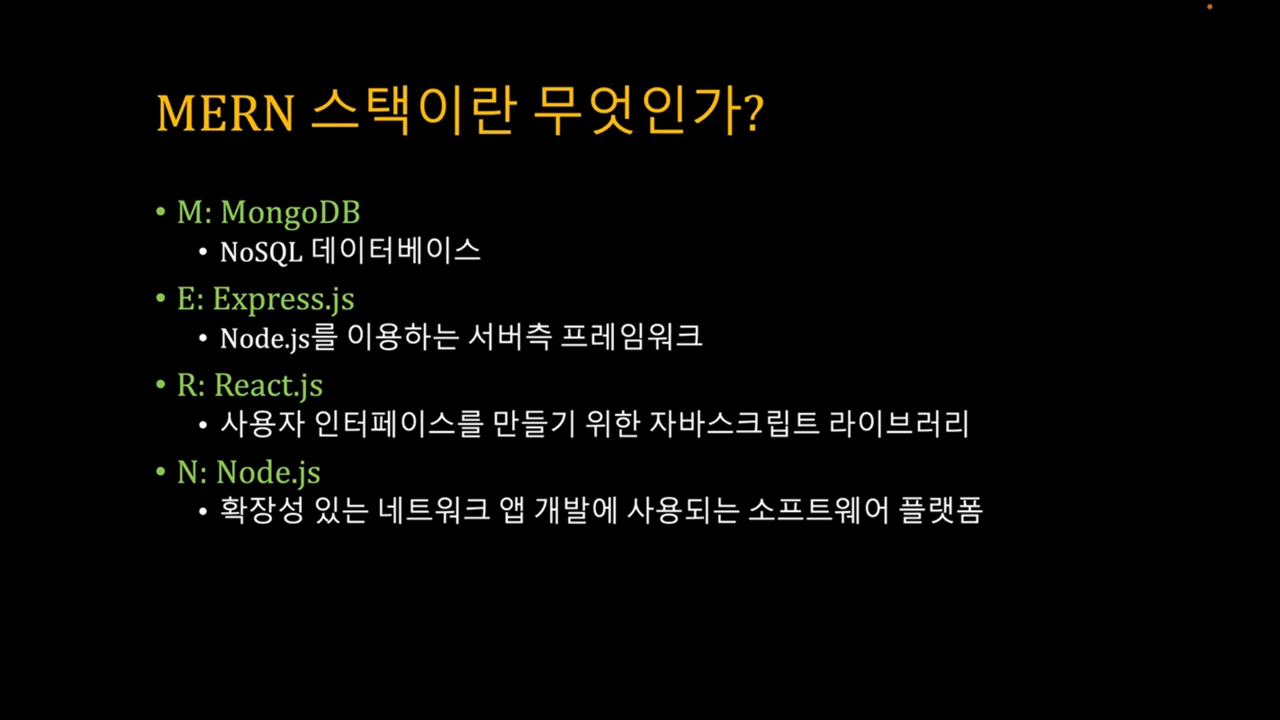 MERN 스택이란 무엇인가?
• M: MongoDB
• NoSQL 데이터베이스
• E: Express.js
• Node.js를 이용하는 서버측 프레임워크
• R: React.js
• 사용자 인터페이스를 만들기 위한 자바스크립트 라이브러리
• N: Node.js
• 확장성 있는 네트워크 앱 개발에 사용되는 소프트웨어 플랫폼